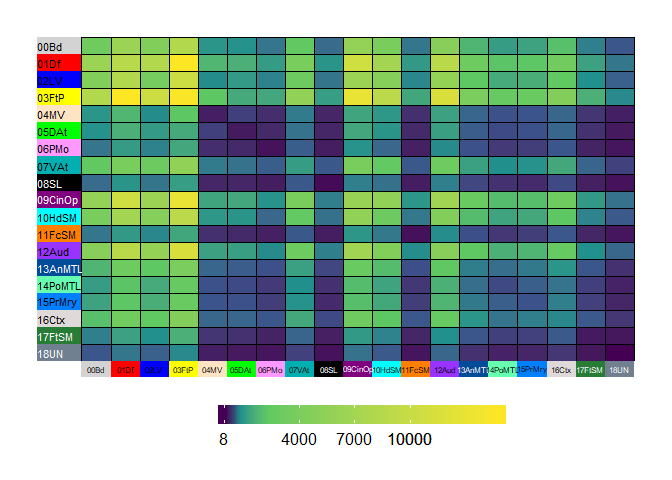 00Bd
01Df
02LV
03FtP
04MV
05DAt
06PMo
07VAt
08SL
09CinOp
10HdSM
11FcSM
12Aud
13AnMTL
14PoMTL
15PrMry
16Ctx
17FtSM
18UN
00Bd 01Df 02LV 03FtP 04MV 05DAt 06PMo 07VAt 08SL 09CinOp 10HdSM 11FcSM 12Aud 13AnMTL 14PoMTL 15PrMry 16Ctx 17FtSM 18UN
8 4000 7000 10000